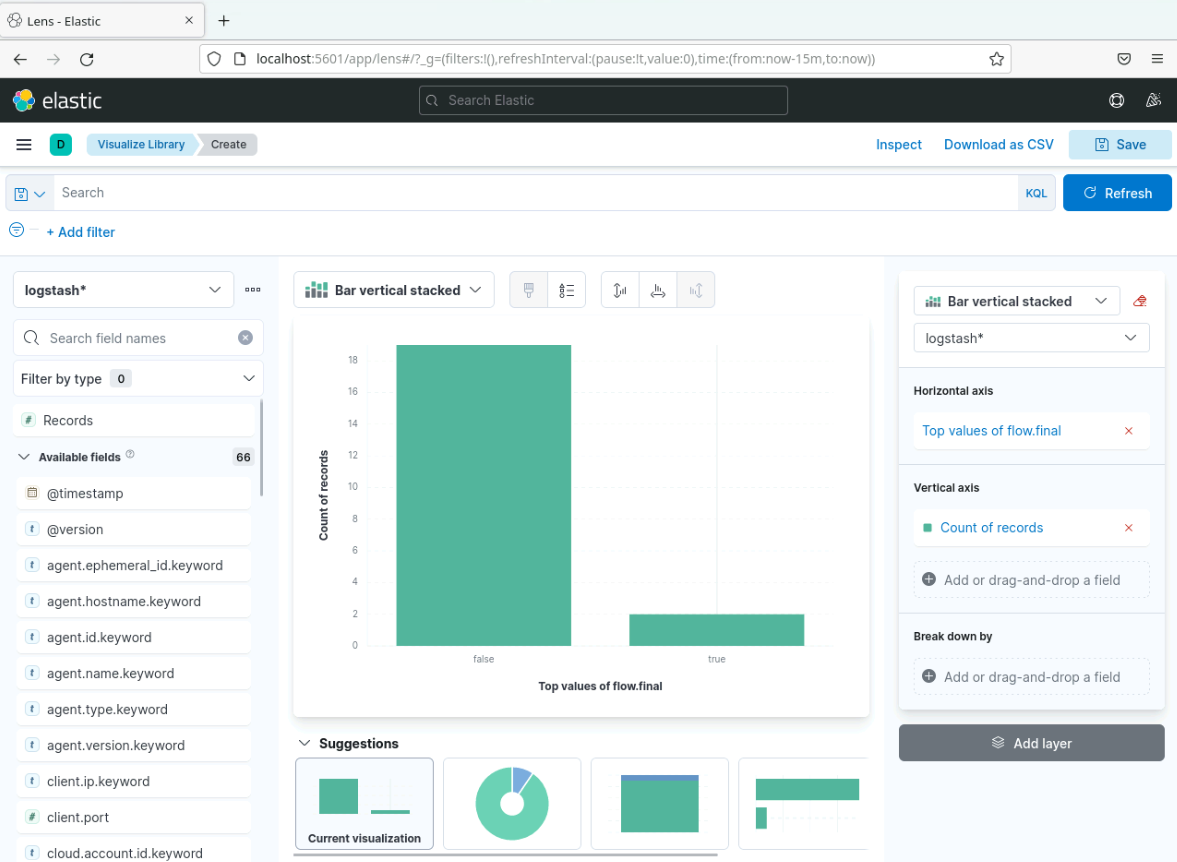 Lens - Elastic
localhost:5601/app/lens#/?_g=(filters:!(),refreshInterval:(pause:!t,value:0),time:(from:now-15m,to:now))
elastic
Search Elastic
D
Visualize Library
Create
Inspect
Download as CSV
Save
Search
KQL
Refresh
+ Add filter
logstash*
Search field names
Filter by type 0
# Records
Available fields 66
@timestamp
t @version
t agent.ephemeral_id.keyword
t agent.hostname.keyword
t agent.id.keyword
t agent.name.keyword
t agent.type.keyword
t agent.version.keyword
t client.ip.keyword
# client.port
t cloud.account.id.keyword
Bar vertical stacked
Count of records
18
16
14
12
10
8
6
4
2
0
false
true
Top values of flow.final
Suggestions
Current visualization
Bar vertical stacked
logstash*
Horizontal axis
Top values of flow.final
Vertical axis
Count of records
Add or drag-and-drop a field
Break down by
Add or drag-and-drop a field
Add layer